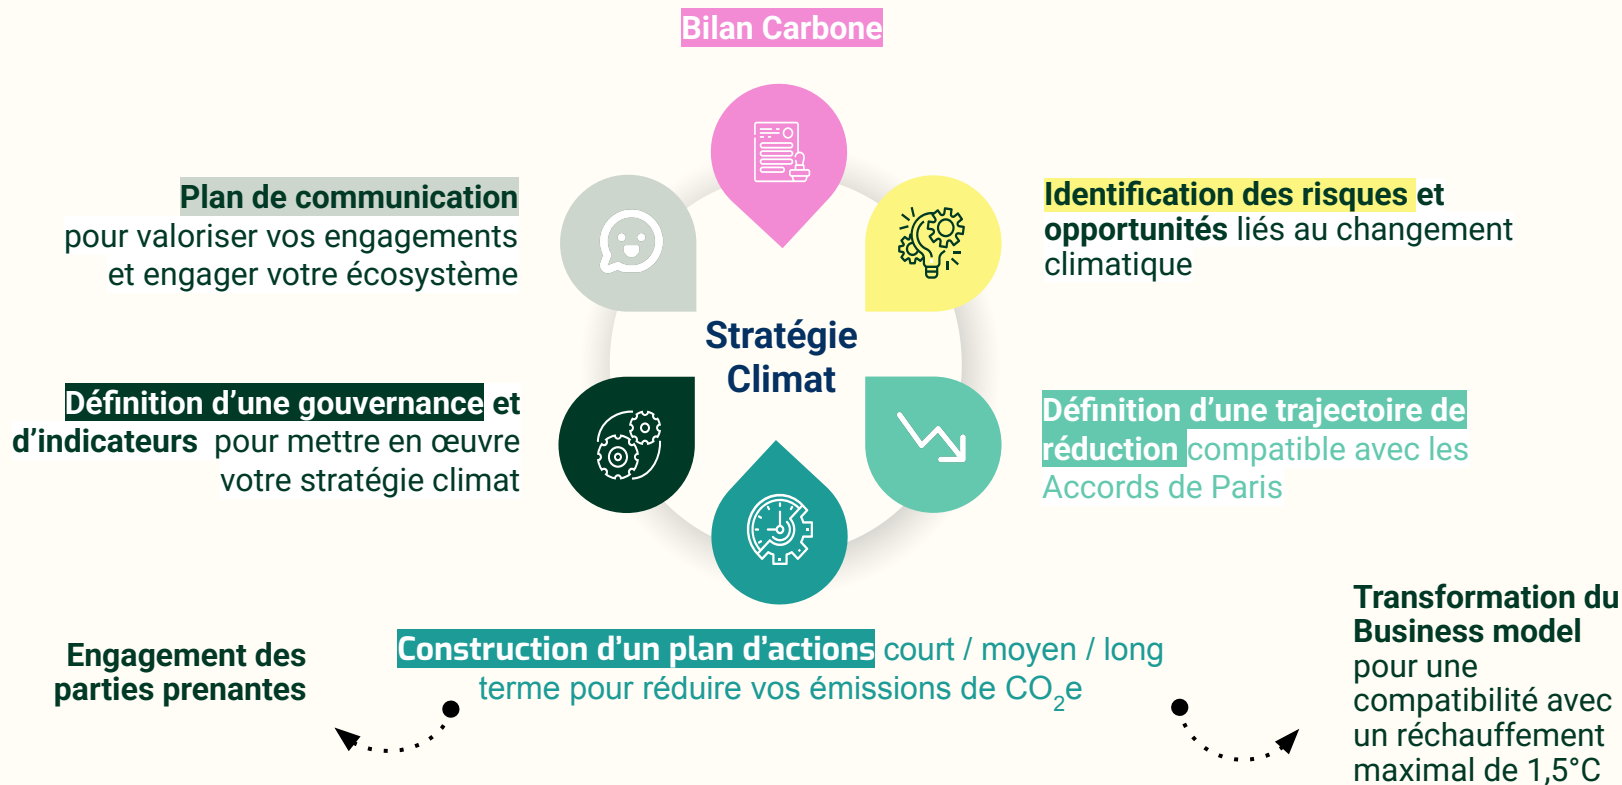 Bilan Carbone
Plan de communication
pour valoriser vos engagements
et engager votre écosystème
Identification des risques et
opportunités liés au changement
climatique
Stratégie
Climat
Définition d’une gouvernance et
d’indicateurs pour mettre en œuvre
votre stratégie climat
Définition d’une trajectoire de
réduction compatible avec les
Accords de Paris
Construction d’un plan d’actions court / moyen / long
terme pour réduire vos émissions de CO₂e
Engagement des
parties prenantes
Transformation du
Business model
pour une
compatibilité avec
un réchauffement
maximal de 1,5°C